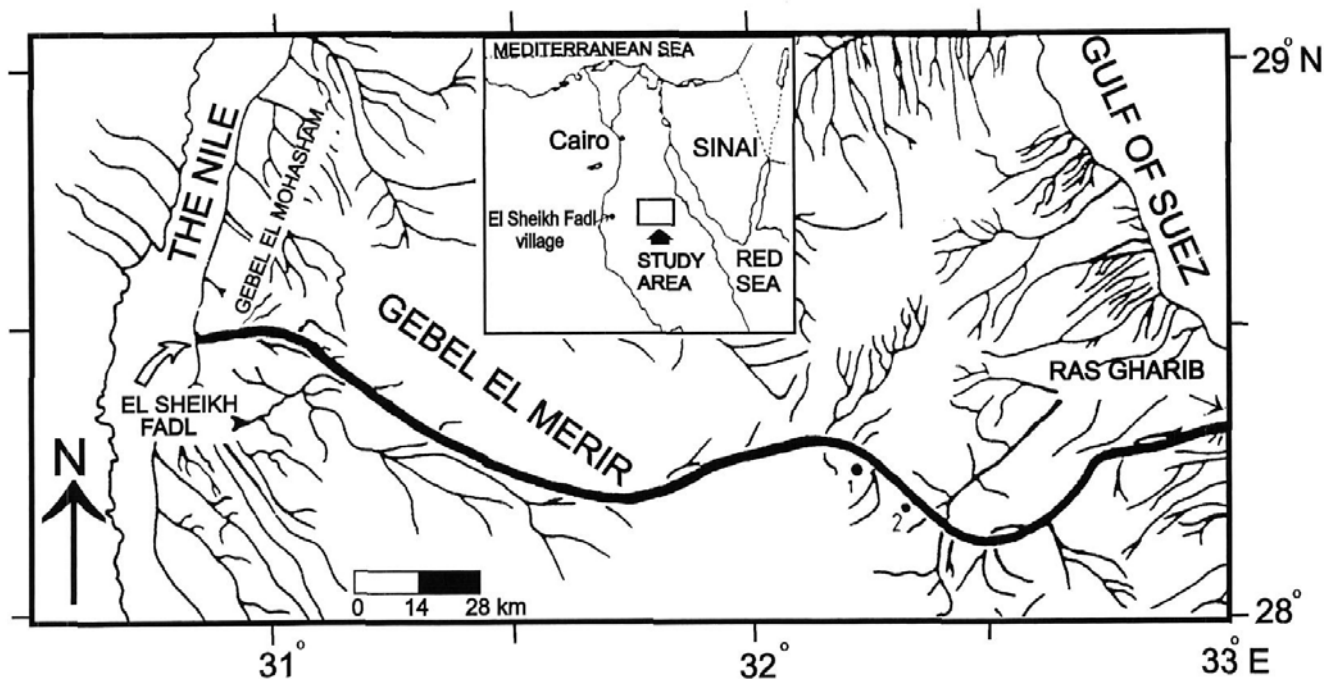 29° N
MEDITERRANEAN SEA
Cairo
SINAI
El Sheikh Fadl
village
STUDY
AREA
RED
SEA
THE NILE
GEBEL EL MOHASHAM
GULF OF SUEZ
GEBEL EL MERIR
RAS GHARIB
EL SHEIKH
FADL
N
1
2
0 14 28 km
28°
31° 32° 33 E